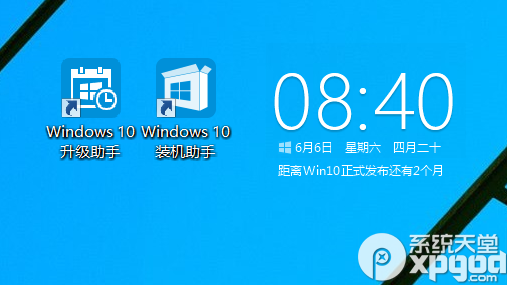 Windows 10
升级助手
Windows 10
装机助手
08:40
6月6日 星期六 四月二十
距离Win10正式发布还有2个月
系统天堂
xpgod.com